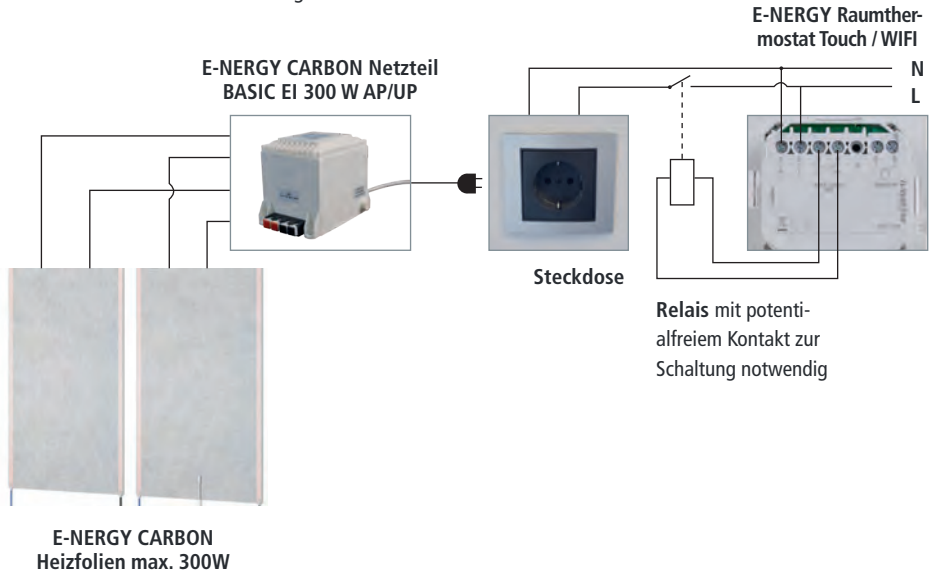 E-NERGY Raumther-
mostat Touch / WIFI
E-NERGY CARBON Netzteil
BASIC EI 300 W AP/UP
N
L
Steckdose
Relais mit potenti-
alfreiem Kontakt zur
Schaltung notwendig
E-NERGY CARBON
Heizfolien max. 300W